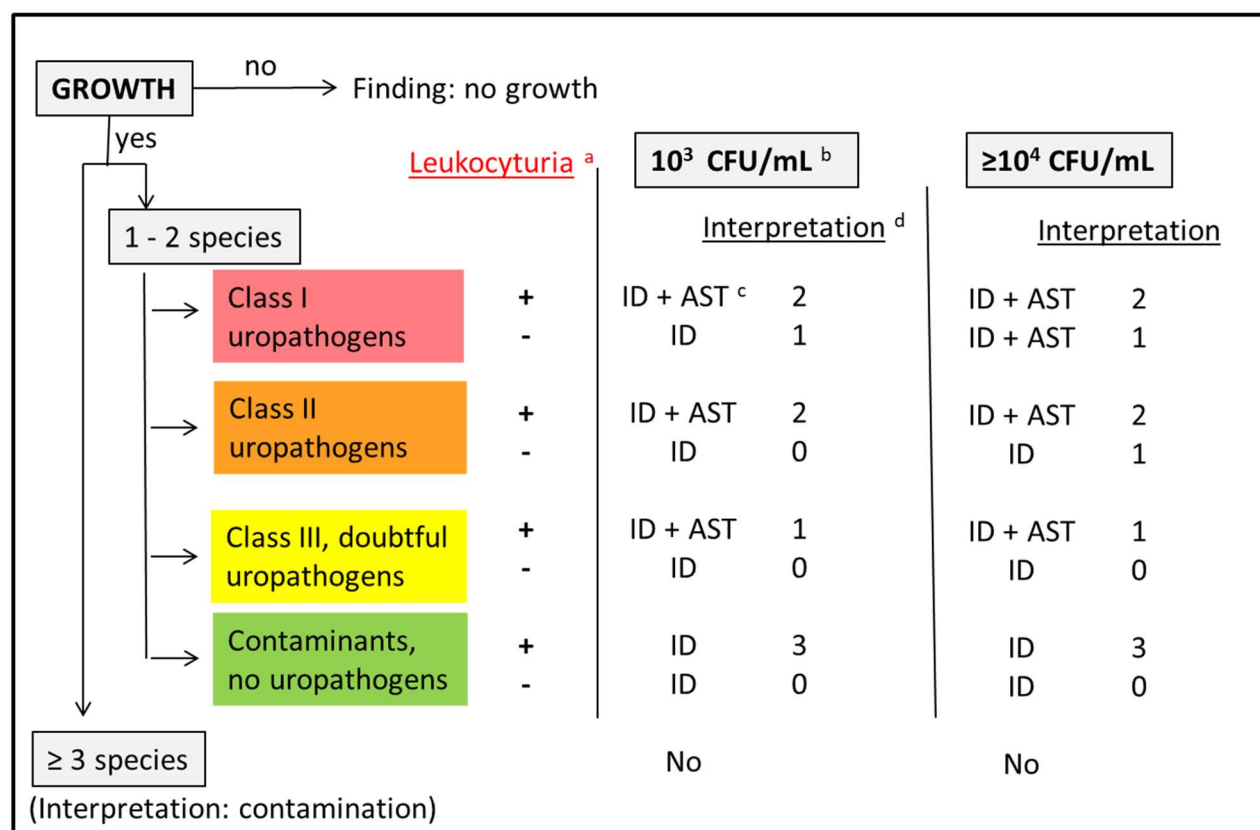 GROWTH
no
Finding: no growth
yes
Leukocyturia a
10³ CFU/mL b
≥10⁴ CFU/mL
1 - 2 species
Interpretation d
Interpretation
Class I
uropathogens
+ ID + AST c 2 ID + AST 2
- ID 1 ID + AST 1
Class II
uropathogens
+ ID + AST 2 ID + AST 2
- ID 0 ID 1
Class III, doubtful
uropathogens
+ ID + AST 1 ID + AST 1
- ID 0 ID 0
Contaminants,
no uropathogens
+ ID 3 ID 3
- ID 0 ID 0
≥ 3 species No No
(Interpretation: contamination)